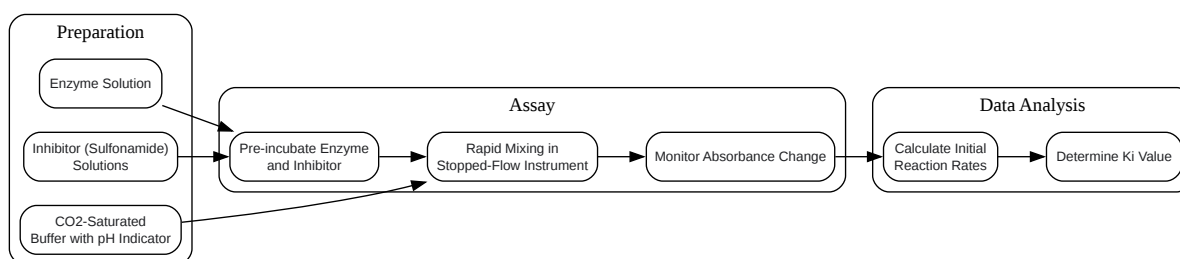 Preparation
Enzyme Solution
Inhibitor (Sulfonamide)
Solutions
CO2-Saturated
Buffer with pH Indicator
Assay
Pre-incubate Enzyme
and Inhibitor
Rapid Mixing in
Stopped-Flow Instrument
Monitor Absorbance Change
Data Analysis
Calculate Initial
Reaction Rates
Determine Ki Value